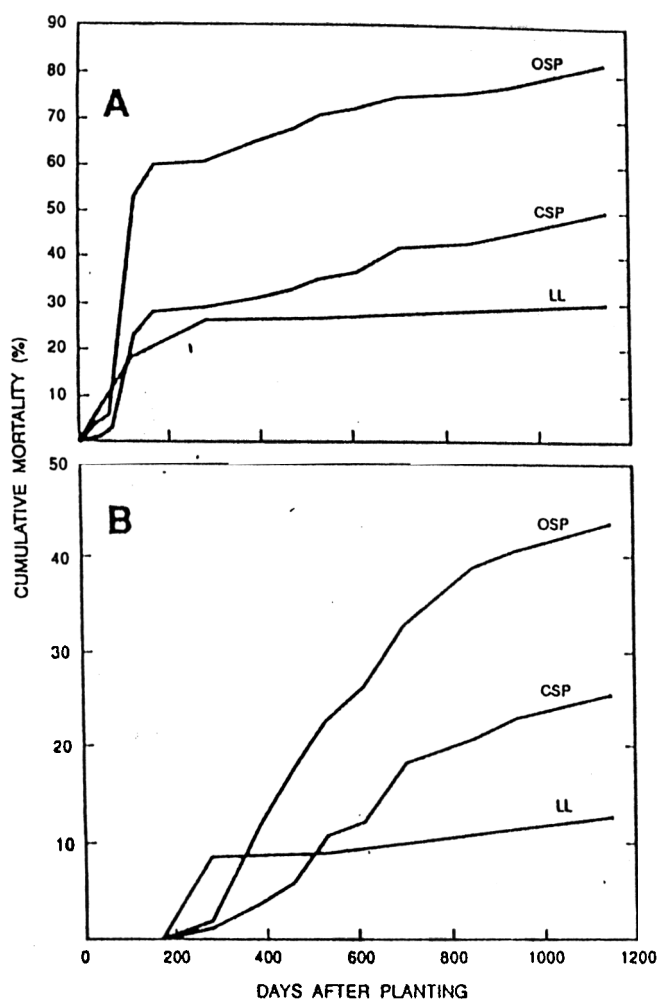 90
80
70
60
50
40
30
20
10
A
OSP
CSP
LL
CUMULATIVE MORTALITY (%)
50
40
30
20
10
B
OSP
CSP
LL
0 200 400 600 800 1000 1200
DAYS AFTER PLANTING